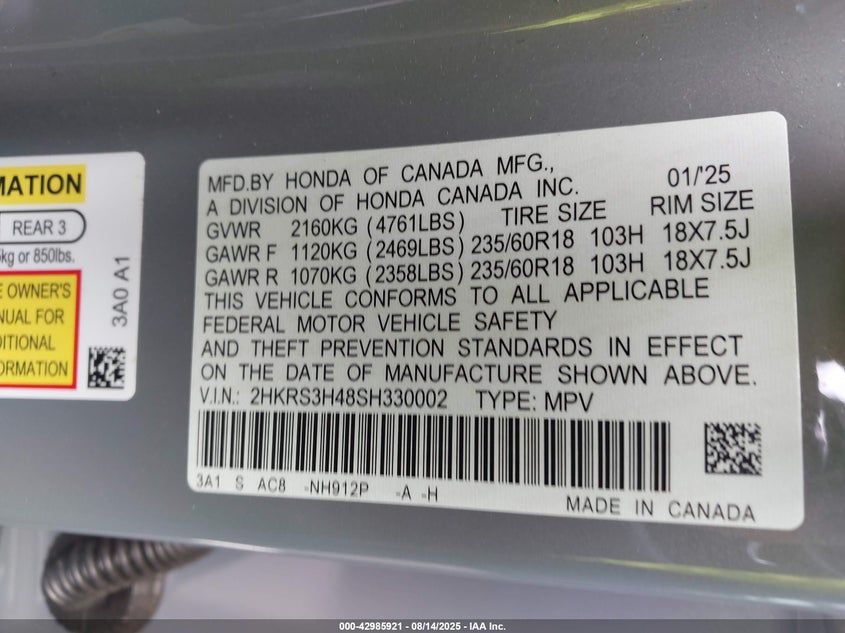 MATION
REAR 3
kg or 850lbs.
OWNER'S
FOR
3A0 A1
MFD.BY HONDA OF CANADA MFG., 01/'25
A DIVISION OF HONDA CANADA INC.
TIRE SIZE RIM SIZE
GVWR 2160KG (4761LBS)
GAWR F 1120KG (2469LBS) 235/60R18 103H 18X7.5J
GAWR R 1070KG (2358LBS) 235/60R18 103H 18X7.5J
THIS VEHICLE CONFORMS TO ALL APPLICABLE
FEDERAL MOTOR VEHICLE SAFETY
AND THEFT PREVENTION STANDARDS IN EFFECT
ON THE DATE OF MANUFACTURE SHOWN ABOVE.
V.I.N.: 2HKRS3H48SH330002 TYPE: MPV
3A1 S AC8 -NH912P -A -H
MADE IN CANADA
000-42985921 | 08/14/2025 - IAA Inc.